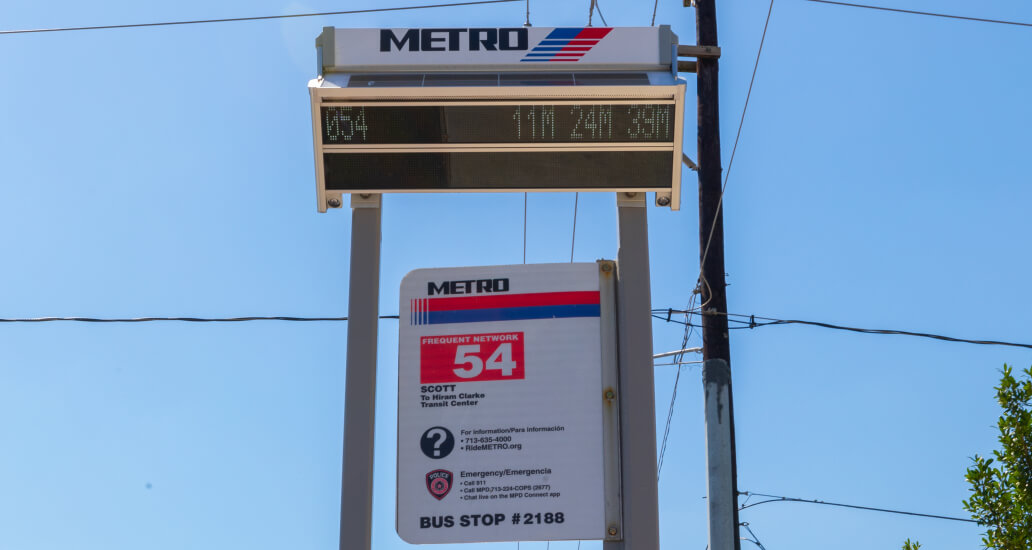 METRO
054 11M 24M 39M
METRO
FREQUENT NETWORK
54
SCOTT
To Hiram Clarke
Transit Center
?
For information/Para información
• 713-635-4000
• RideMETRO.org
POLICE
Emergency/Emergencia
• Call 911
• Call MPD,713-224-COPS (2677)
• Chat live on the MPD Connect app
BUS STOP #2188